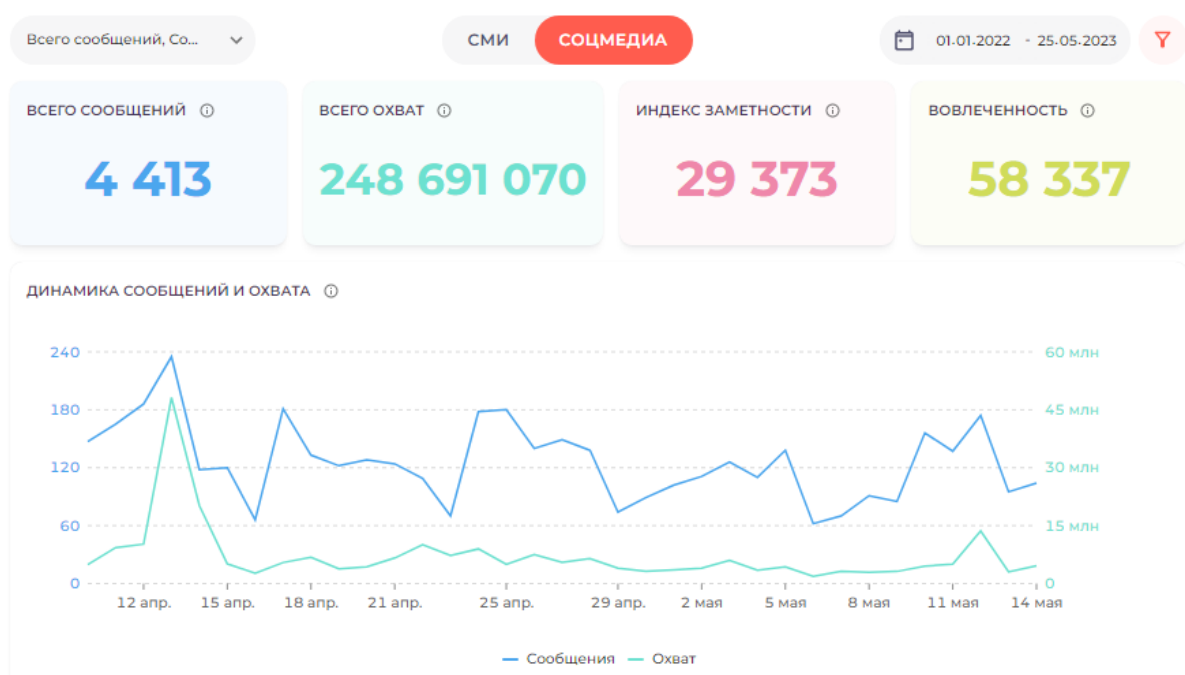 Всего сообщений, Со...
СМИ
СОЦМЕДИА
01.01.2022 - 25.05.2023
ВСЕГО СООБЩЕНИЙ
4 413
ВСЕГО ОХВАТ
248 691 070
ИНДЕКС ЗАМЕТНОСТИ
29 373
ВОВЛЕЧЕННОСТЬ
58 337
ДИНАМИКА СООБЩЕНИЙ И ОХВАТА
240
180
120
60
0
60 млн
45 млн
30 млн
15 млн
0
12 апр.
15 апр.
18 апр.
21 апр.
25 апр.
29 апр.
2 мая
5 мая
8 мая
11 мая
14 мая
Сообщения
Охват